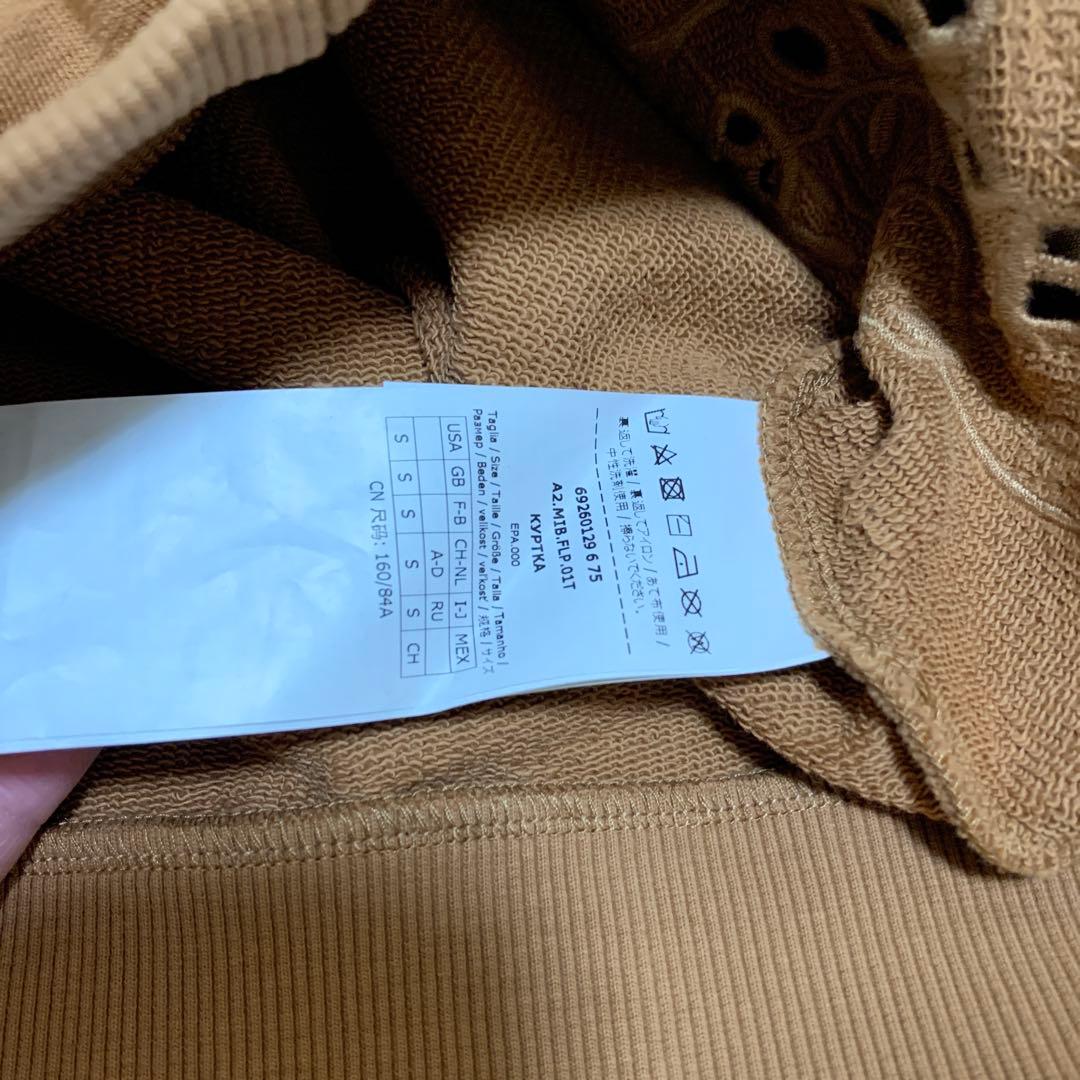 裏返して洗濯 / 裏返してアイロン / あて布使用 /
中性洗剤使用 / 擦らないでください。
69260129 6 75
A2.MIB.FLP.01T
КУРТКА
EPA.000
Taglia / Size / Taille / Größe / Talla / Tamanho /
Размер / Beden / velikost / veľkosť / 规格 / サイズ
USA GB F-B CH-NL I-J MEX
A-D RU
S S S S S CH
CN 尺码: 160/84A